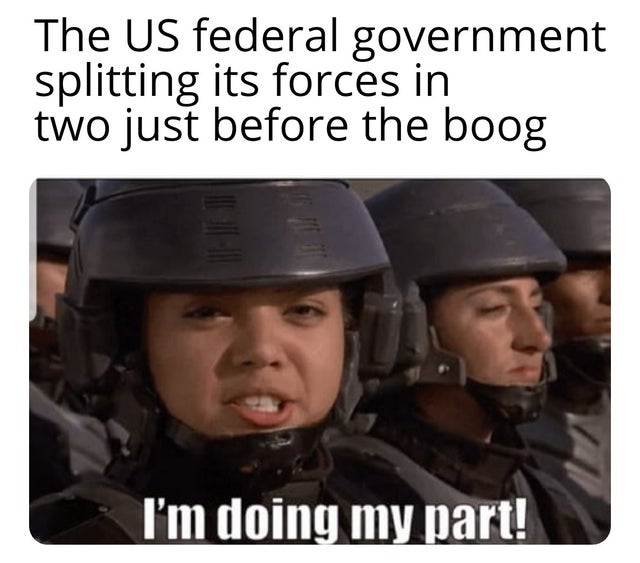 The US federal government
splitting its forces in
two just before the boog
I'm doing my part!